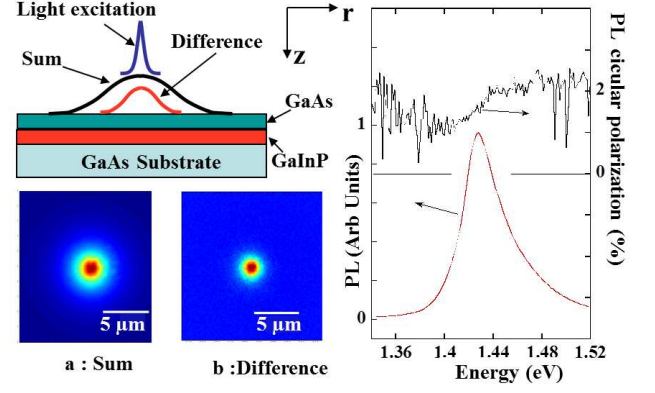 Light excitation
r
z
Sum
Difference
GaAs
GaInP
GaAs Substrate
5 µm
5 µm
a : Sum
b :Difference
PL (Arb Units)
1
0
PL cicular polarization (%)
2
0
1.36
1.4
1.44
1.48
1.52
Energy (eV)